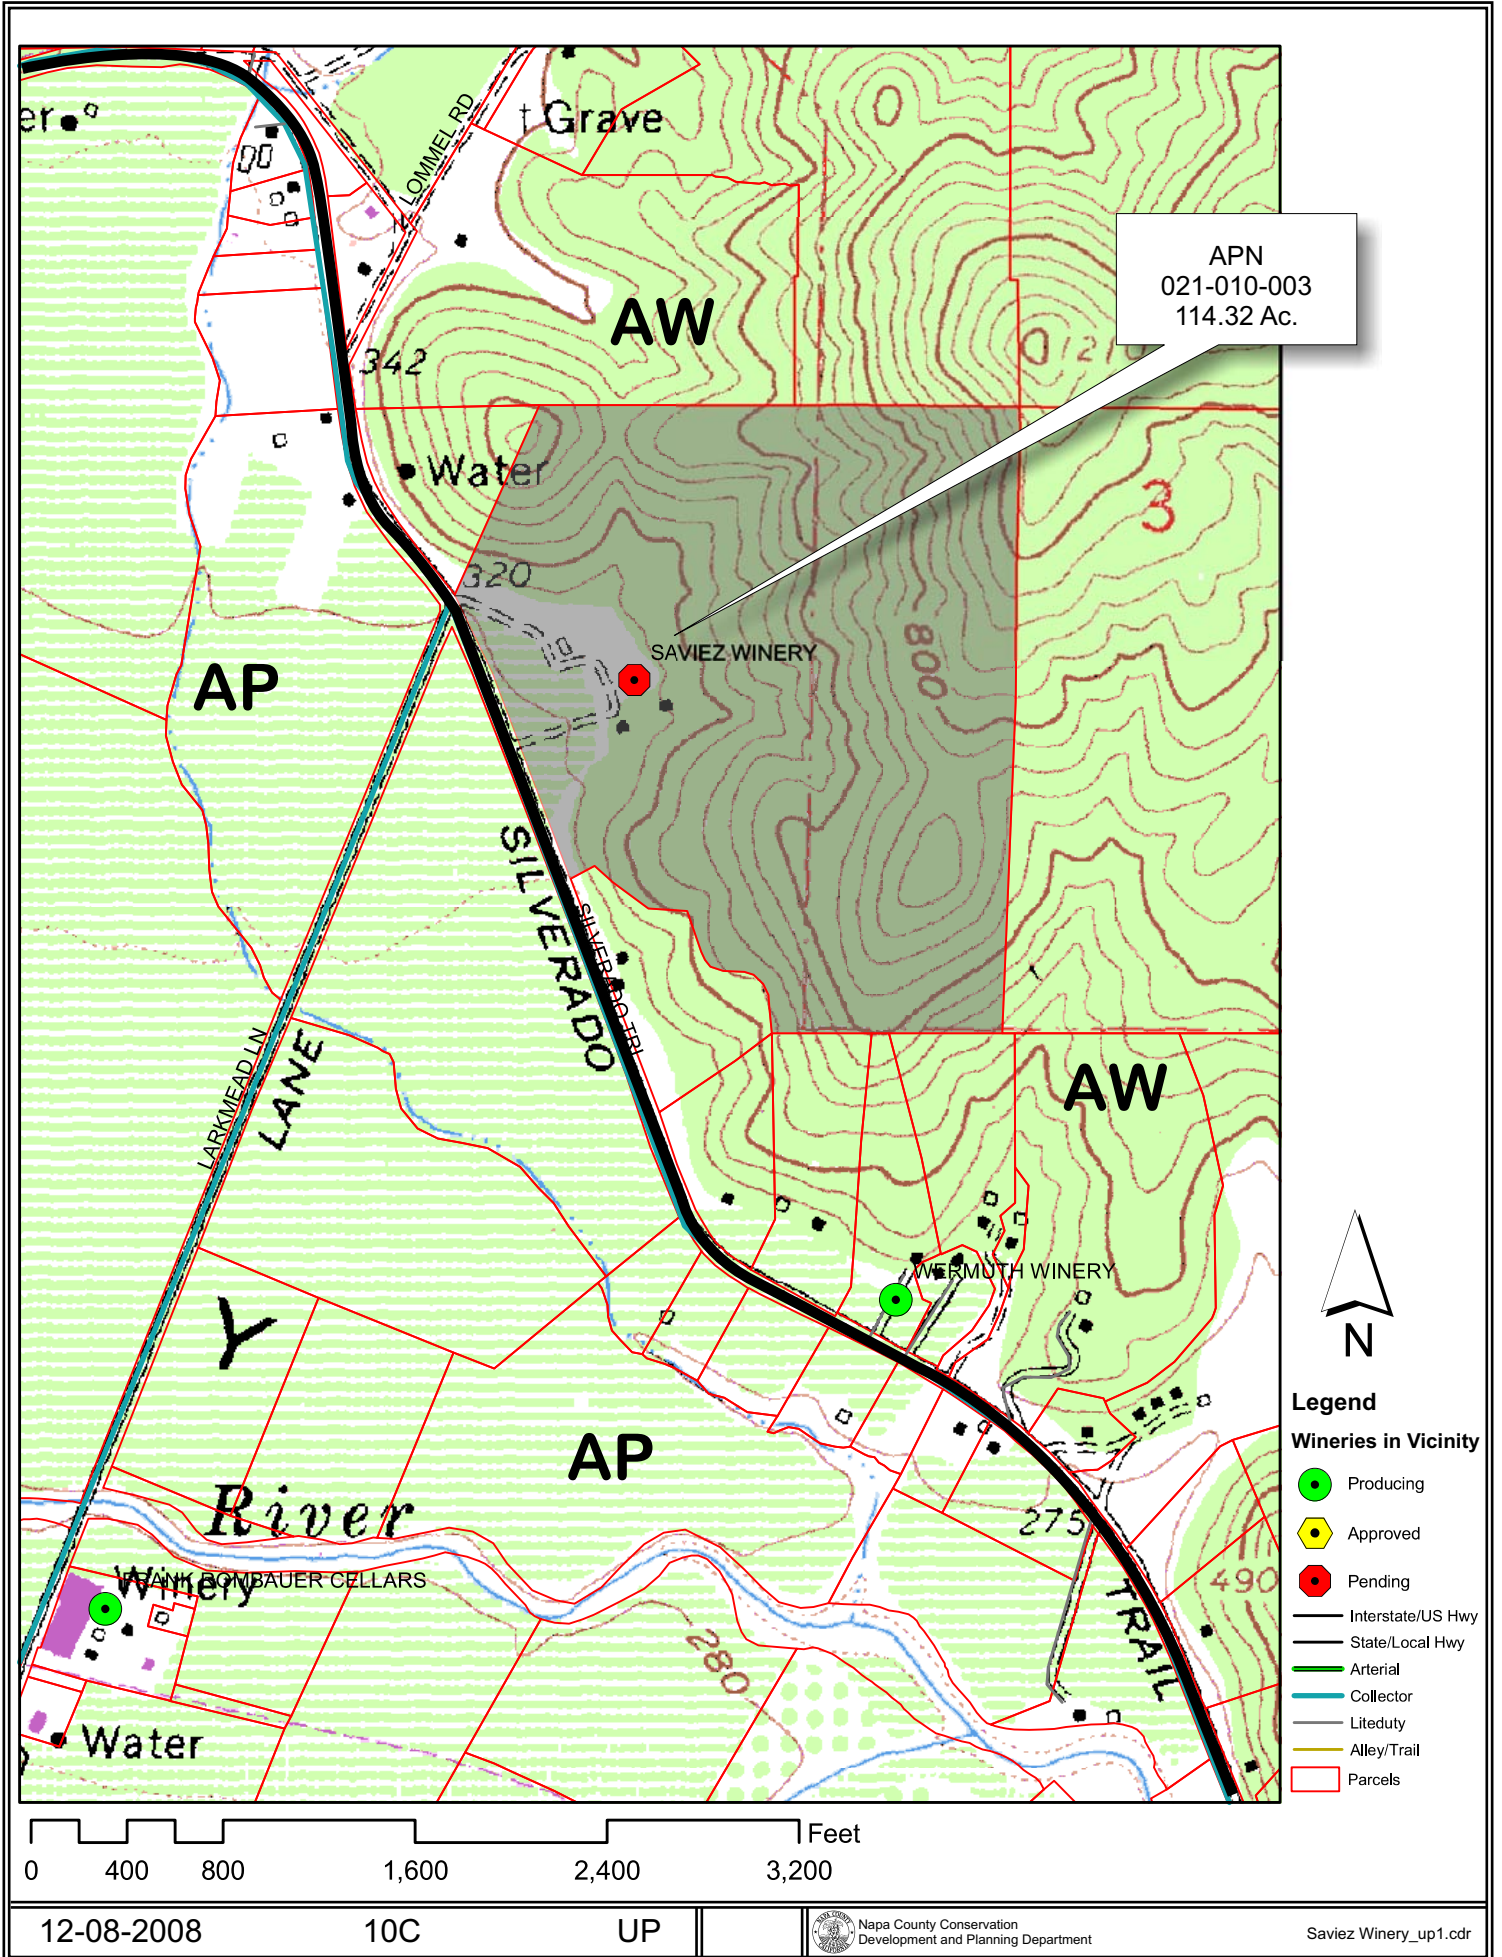 er
Grave
LOMMEL RD
APN
021-010-003
114.32 Ac.
AW
1210
342
Water
3
320
SAVIEZ WINERY
800
AP
SILVERADO
SILVERADO TRL
LARKMEAD LN
LANE
AW
WERMUTH WINERY
Y
N
AP
River
275
490
Winery
FRANK ROMBAUER CELLARS
TRAIL
280
Water
Legend
Wineries in Vicinity
Producing
Approved
Pending
Interstate/US Hwy
State/Local Hwy
Arterial
Collector
Liteduty
Alley/Trail
Parcels
Feet
0 400 800 1,600 2,400 3,200
12-08-2008 10C UP
Napa County Conservation
Development and Planning Department
Saviez Winery_up1.cdr